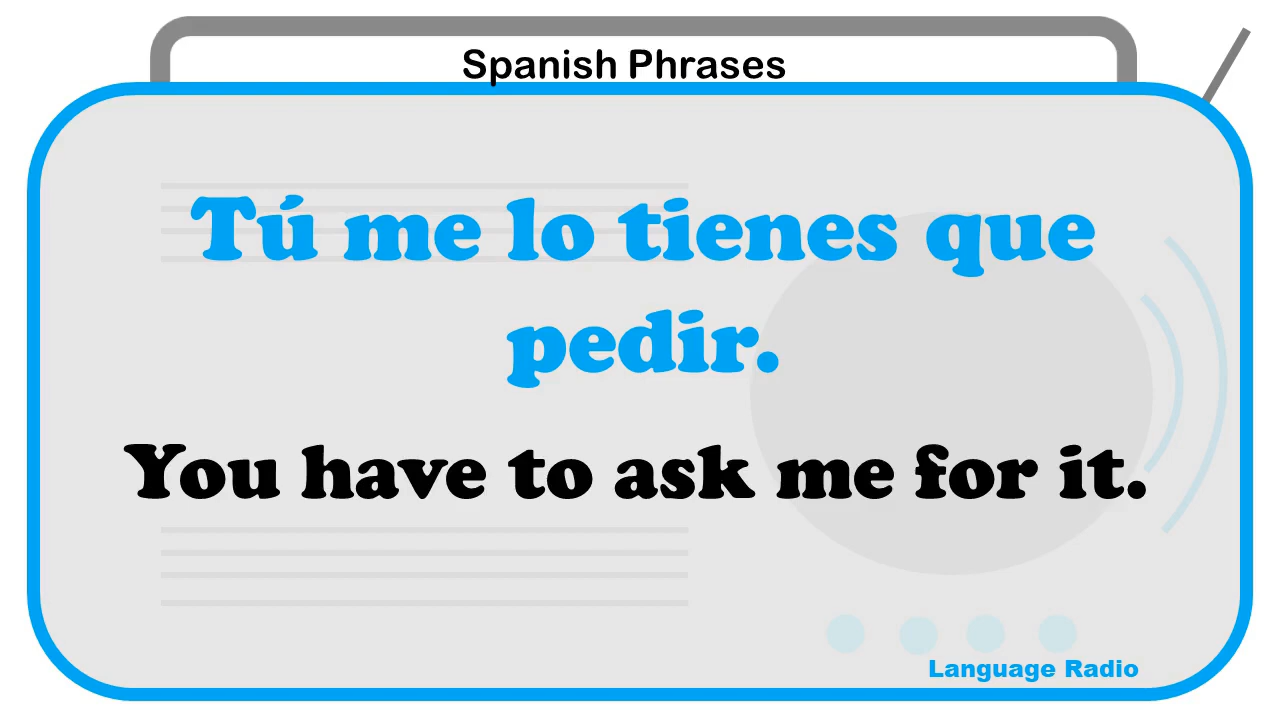 Spanish Phrases
Tú me lo tienes que
pedir.
You have to ask me for it.
Language Radio